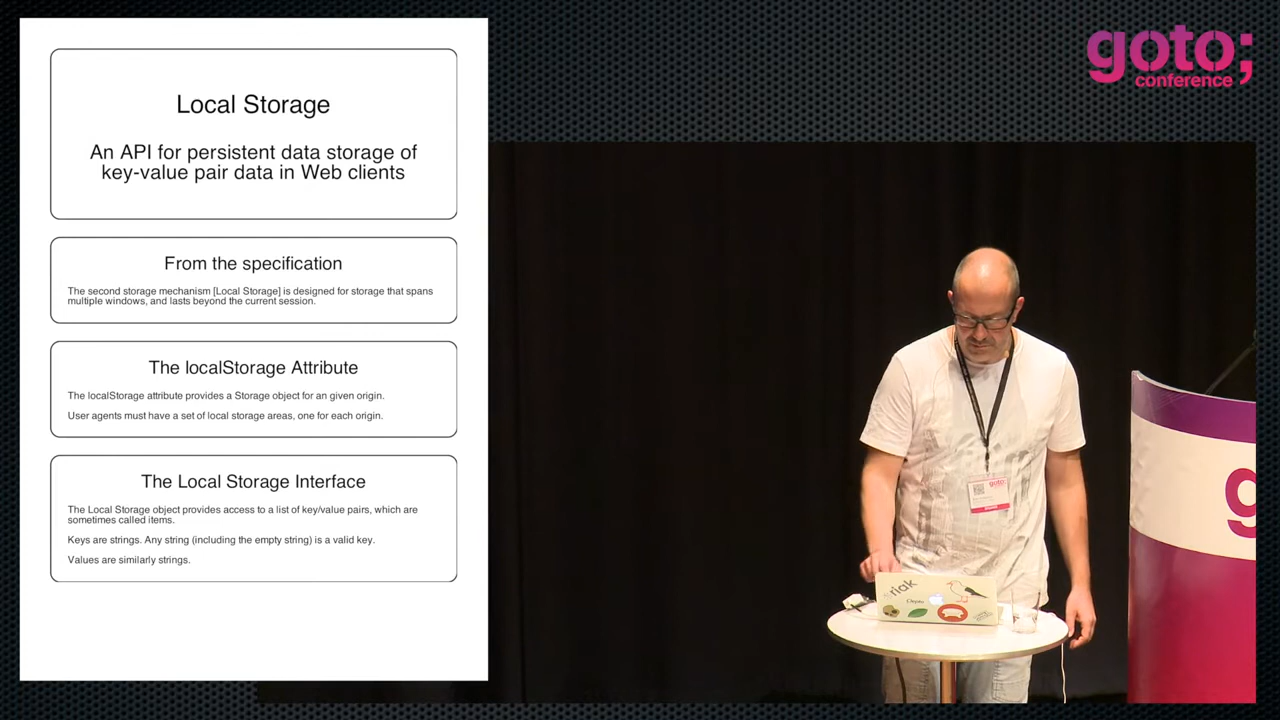 goto;
conference
Local Storage
An API for persistent data storage of
key-value pair data in Web clients
From the specification
The second storage mechanism [Local Storage] is designed for storage that spans
multiple windows, and lasts beyond the current session.
The localStorage Attribute
The localStorage attribute provides a Storage object for an given origin.
User agents must have a set of local storage areas, one for each origin.
The Local Storage Interface
The Local Storage object provides access to a list of key/value pairs, which are
sometimes called items.
Keys are strings. Any string (including the empty string) is a valid key.
Values are similarly strings.
goto;
riak
g